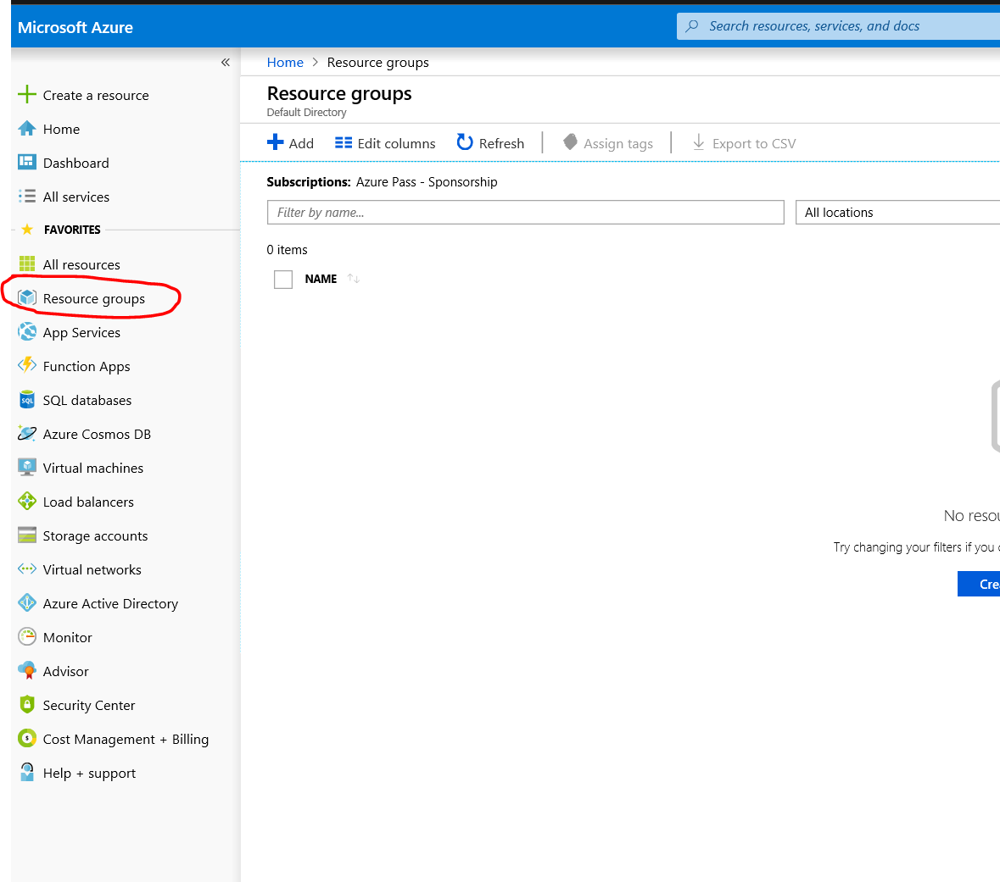 Microsoft Azure
Search resources, services, and docs
«
Home > Resource groups
Create a resource
Home
Dashboard
All services
FAVORITES
All resources
Resource groups
App Services
Function Apps
SQL databases
Azure Cosmos DB
Virtual machines
Load balancers
Storage accounts
Virtual networks
Azure Active Directory
Monitor
Advisor
Security Center
Cost Management + Billing
Help + support
Resource groups
Default Directory
Add Edit columns Refresh Assign tags Export to CSV
Subscriptions: Azure Pass - Sponsorship
Filter by name... All locations
0 items
NAME
No resou
Try changing your filters if you
Crea